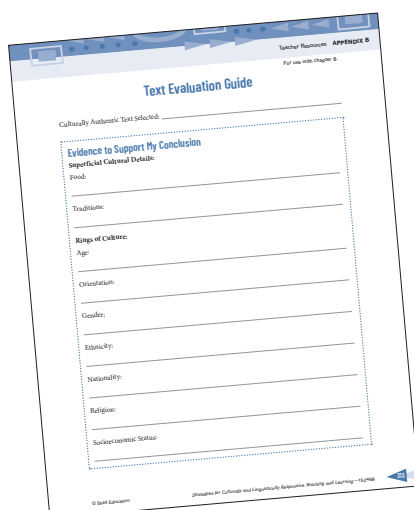 Teacher Resources APPENDIX B
For use with chapter 8.
Text Evaluation Guide
Culturally Authentic Text Selected:
Evidence to Support My Conclusion
Superficial Cultural Details:
Food:
Traditions:
Rings of Culture:
Age:
Orientation:
Gender:
Ethnicity:
Nationality:
Religion:
Socioeconomic Status:
© Shell Education
Strategies for Culturally and Linguistically Responsive Teaching and Learning—152468
313